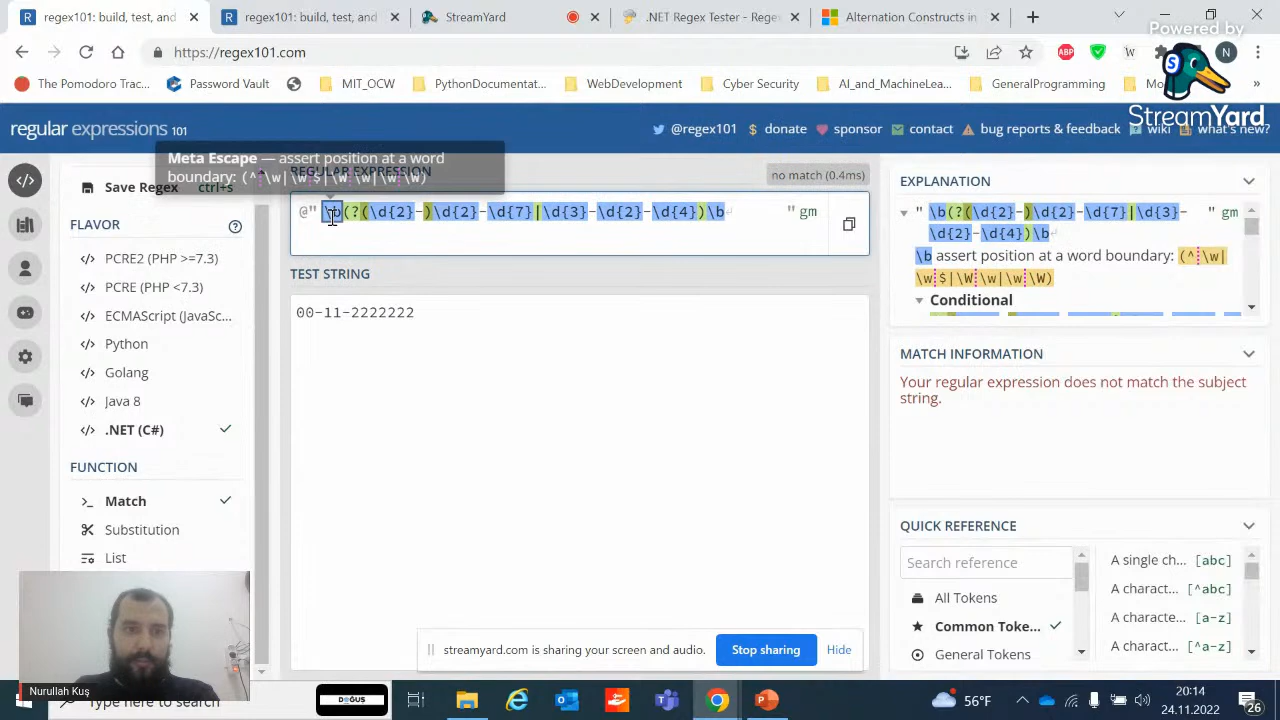 regex101: build, test, and
regex101: build, test, and
StreamYard
.NET Regex Tester - Rege
Alternation Constructs in
https://regex101.com
ABP
W
N
Powered by
S
StreamYard
The Pomodoro Trac...
Password Vault
MIT_OCW
Python_Documentat...
WebDevelopment
Cyber Security
AI_and_MachineLea...
GeneralProgramming
»
regular expressions 101
@regex101
$ donate
sponsor
contact
bug reports & feedback
wiki
what's new?
Meta Escape — assert position at a word
boundary: (^\w|\w$|\W\w|\w\W)
Save Regex
ctrl+s
FLAVOR
PCRE2 (PHP >=7.3)
PCRE (PHP <7.3)
ECMAScript (JavaSc...
Python
Golang
Java 8
.NET (C#)
FUNCTION
Match
Substitution
List
REGULAR EXPRESSION
no match (0.4ms)
@" \b(?(\d{2}-)\d{2}-\d{7}|\d{3}-\d{2}-\d{4})\b " gm
TEST STRING
00-11-2222222
EXPLANATION
" \b(?(\d{2}-)\d{2}-\d{7}|\d{3}- " gm
\d{2}-\d{4})\b
\b assert position at a word boundary: (^\w|
\w$|\W\w|\w\W)
Conditional
MATCH INFORMATION
Your regular expression does not match the subject
string.
QUICK REFERENCE
Search reference
All Tokens
Common Toke...
General Tokens
A single ch... [abc]
A charact... [^abc]
A characte... [a-z]
A charact... [^a-z]
streamyard.com is sharing your screen and audio.
Stop sharing
Hide
Nurullah Kuş
Type here to search
DOĞUŞ
56°F
20:14
24.11.2022
26